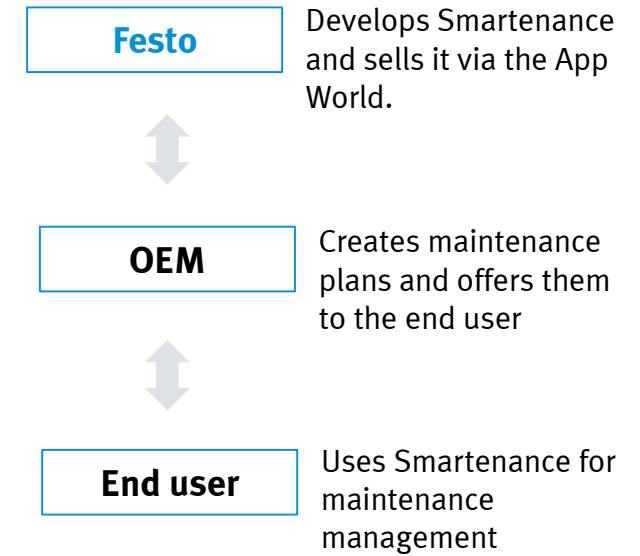 Festo
Develops Smartenance
and sells it via the App
World.
OEM
Creates maintenance
plans and offers them
to the end user
End user
Uses Smartenance for
maintenance
management